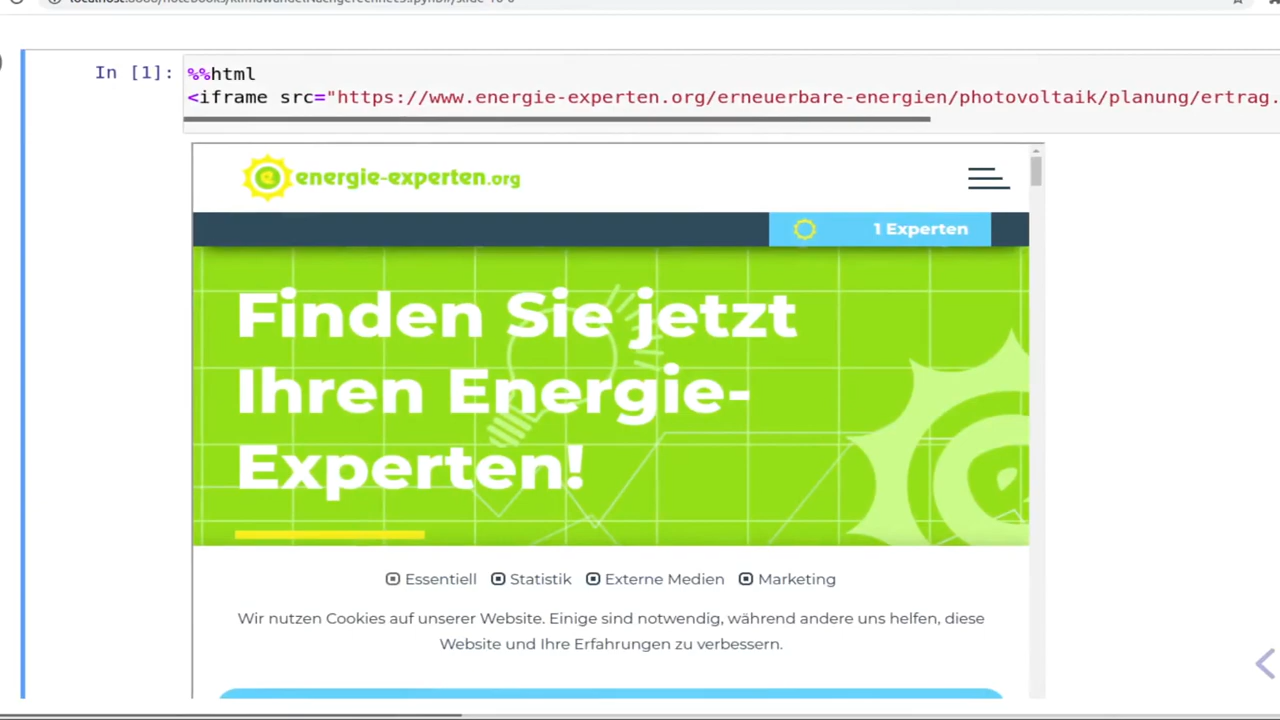 In [1]:
%%html
<iframe src="https://www.energie-experten.org/erneuerbare-energien/photovoltaik/planung/ertrag.
energie-experten.org
1 Experten
Finden Sie jetzt
Ihren Energie-
Experten!
Essentiell Statistik Externe Medien Marketing
Wir nutzen Cookies auf unserer Website. Einige sind notwendig, während andere uns helfen, diese
Website und Ihre Erfahrungen zu verbessern.